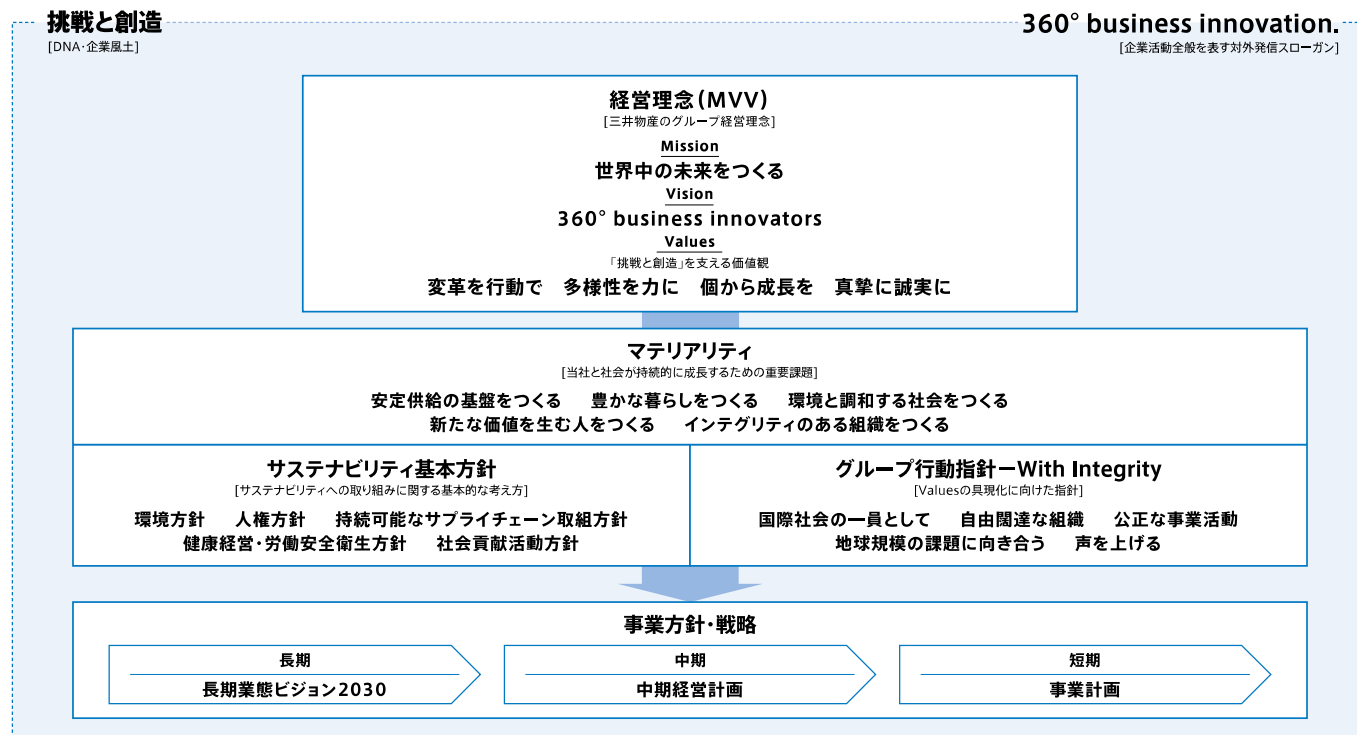 挑戦と創造
[DNA・企業風土]
360° business innovation.
[企業活動全般を表す対外発信スローガン]
経営理念（MVV）
[三井物産のグループ経営理念]
Mission
世界中の未来をつくる
Vision
360° business innovators
Values
「挑戦と創造」を支える価値観
変革を行動で　多様性を力に　個から成長を　真摯に誠実に
マテリアリティ
[当社と社会が持続的に成長するための重要課題]
安定供給の基盤をつくる　豊かな暮らしをつくる　環境と調和する社会をつくる
新たな価値を生む人をつくる　インテグリティのある組織をつくる
サステナビリティ基本方針
[サステナビリティへの取り組みに関する基本的な考え方]
環境方針　人権方針　持続可能なサプライチェーン取組方針
健康経営・労働安全衛生方針　社会貢献活動方針
グループ行動指針－With Integrity
[Valuesの具現化に向けた指針]
国際社会の一員として　自由闊達な組織　公正な事業活動
地球規模の課題に向き合う　声を上げる
事業方針・戦略
長期
長期業態ビジョン2030
中期
中期経営計画
短期
事業計画